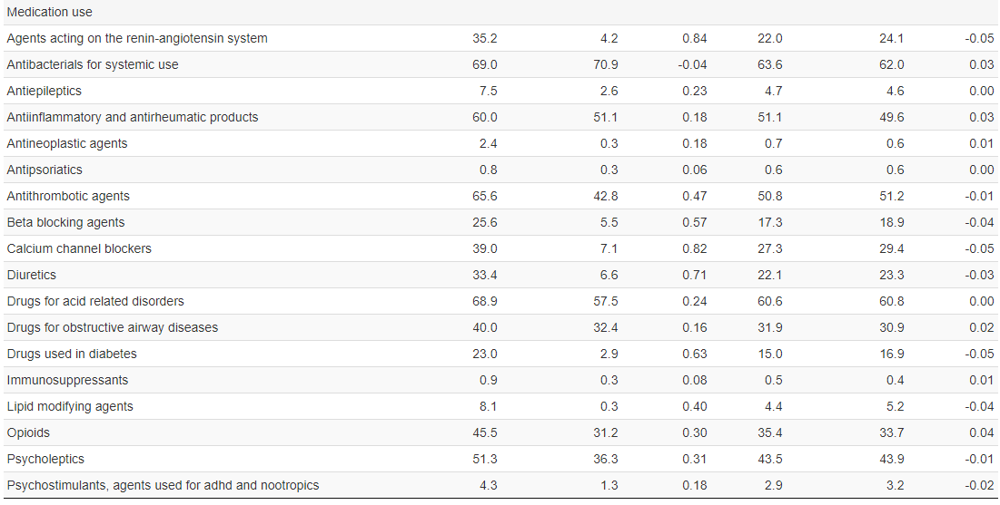 Medication use
Agents acting on the renin-angiotensin system 35.2 4.2 0.84 22.0 24.1 -0.05
Antibacterials for systemic use 69.0 70.9 -0.04 63.6 62.0 0.03
Antiepileptics 7.5 2.6 0.23 4.7 4.6 0.00
Antiinflammatory and antirheumatic products 60.0 51.1 0.18 51.1 49.6 0.03
Antineoplastic agents 2.4 0.3 0.18 0.7 0.6 0.01
Antipsoriatics 0.8 0.3 0.06 0.6 0.6 0.00
Antithrombotic agents 65.6 42.8 0.47 50.8 51.2 -0.01
Beta blocking agents 25.6 5.5 0.57 17.3 18.9 -0.04
Calcium channel blockers 39.0 7.1 0.82 27.3 29.4 -0.05
Diuretics 33.4 6.6 0.71 22.1 23.3 -0.03
Drugs for acid related disorders 68.9 57.5 0.24 60.6 60.8 0.00
Drugs for obstructive airway diseases 40.0 32.4 0.16 31.9 30.9 0.02
Drugs used in diabetes 23.0 2.9 0.63 15.0 16.9 -0.05
Immunosuppressants 0.9 0.3 0.08 0.5 0.4 0.01
Lipid modifying agents 8.1 0.3 0.40 4.4 5.2 -0.04
Opioids 45.5 31.2 0.30 35.4 33.7 0.04
Psycholeptics 51.3 36.3 0.31 43.5 43.9 -0.01
Psychostimulants, agents used for adhd and nootropics 4.3 1.3 0.18 2.9 3.2 -0.02